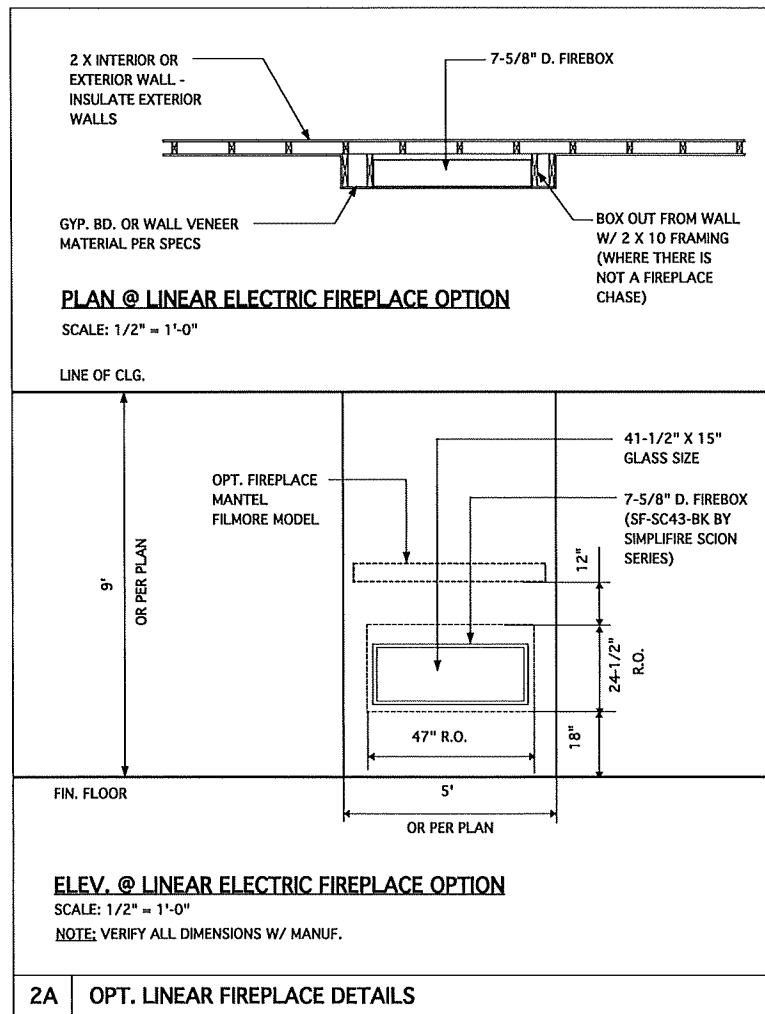 2 X INTERIOR OR
EXTERIOR WALL -
INSULATE EXTERIOR
WALLS
7-5/8" D. FIREBOX
GYP. BD. OR WALL VENEER
MATERIAL PER SPECS
BOX OUT FROM WALL
W/ 2 X 10 FRAMING
(WHERE THERE IS
NOT A FIREPLACE
CHASE)
PLAN @ LINEAR ELECTRIC FIREPLACE OPTION
SCALE: 1/2" = 1'-0"
LINE OF CLG.
41-1/2" X 15"
GLASS SIZE
OPT. FIREPLACE
MANTEL
FILMORE MODEL
7-5/8" D. FIREBOX
(SF-SC43-BK BY
SIMPLIFIRE SCION
SERIES)
9'
OR PER PLAN
12"
24-1/2"
R.O.
47" R.O.
18"
FIN. FLOOR
5'
OR PER PLAN
ELEV. @ LINEAR ELECTRIC FIREPLACE OPTION
SCALE: 1/2" = 1'-0"
NOTE: VERIFY ALL DIMENSIONS W/ MANUF.
2A OPT. LINEAR FIREPLACE DETAILS